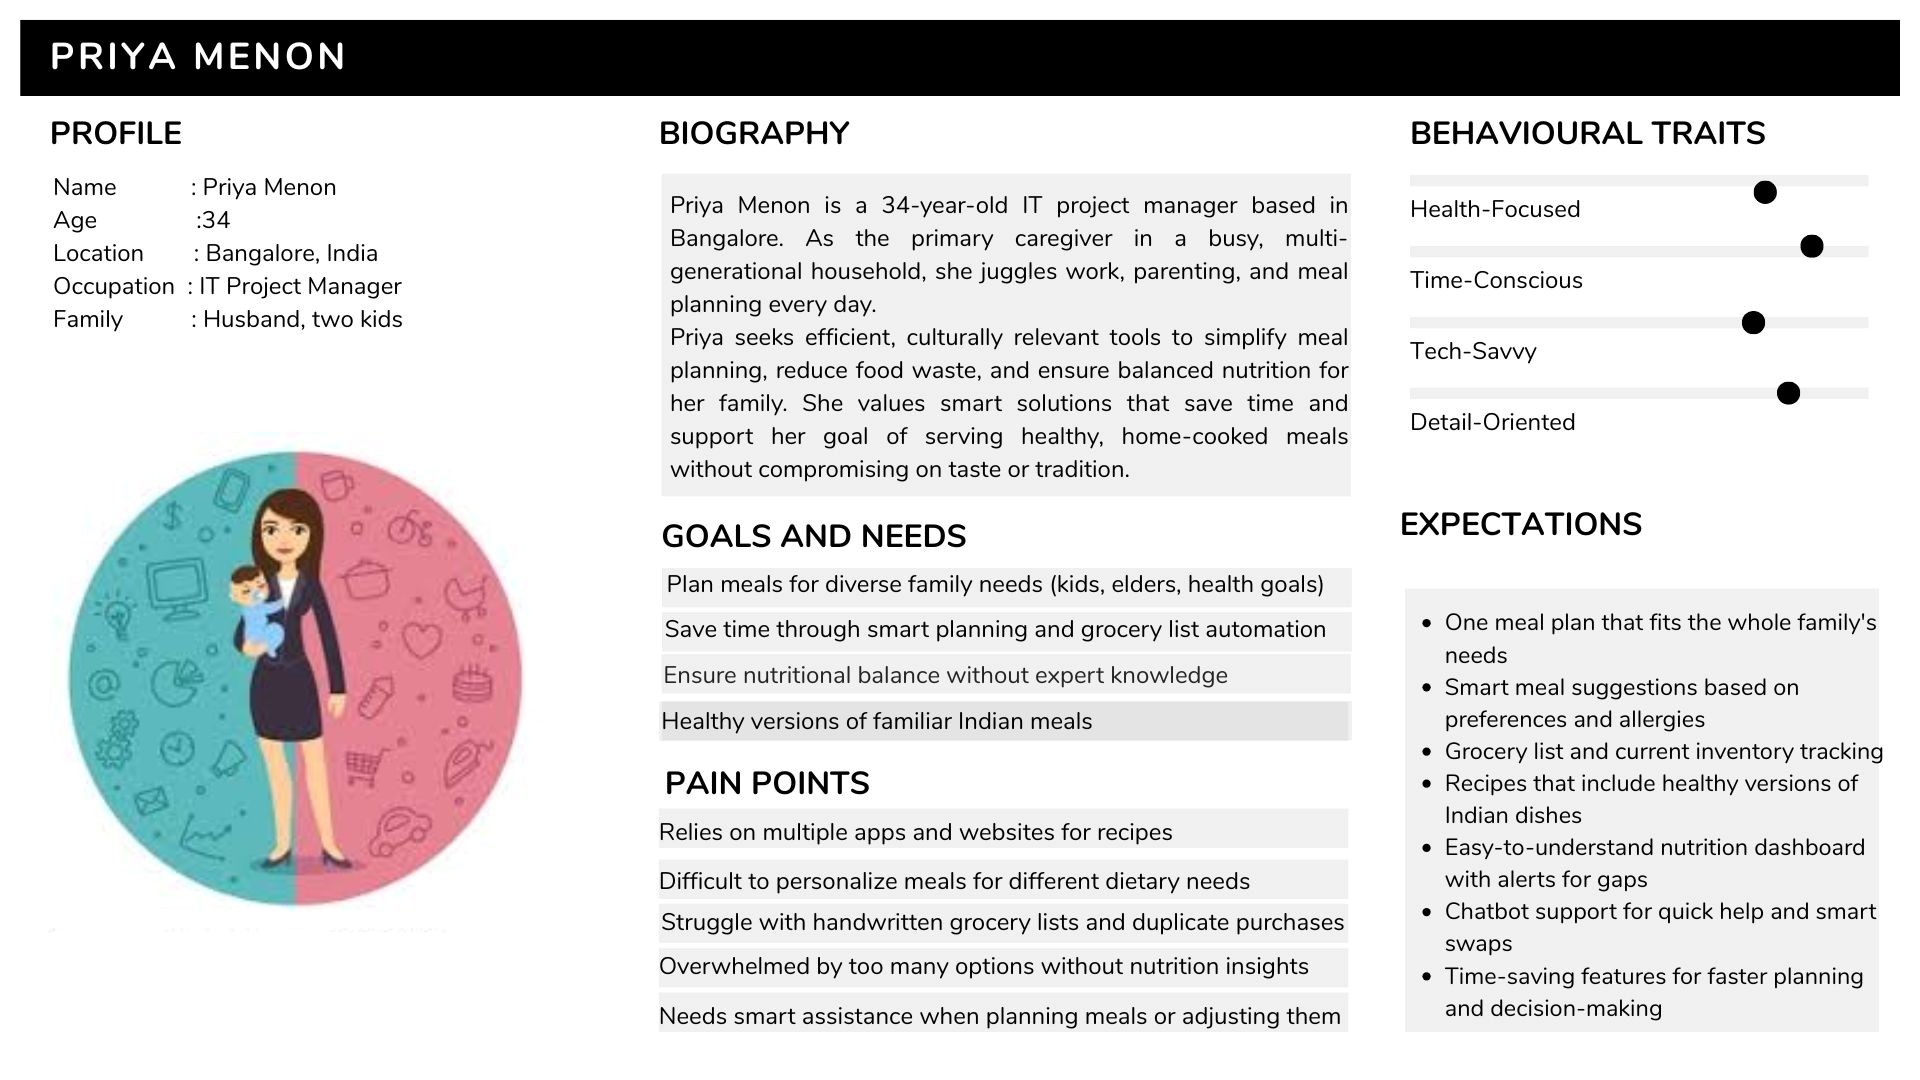 PRIYA MENON
PROFILE
Name : Priya Menon
Age :34
Location : Bangalore, India
Occupation : IT Project Manager
Family : Husband, two kids
BIOGRAPHY
Priya Menon is a 34-year-old IT project manager based in
Bangalore. As the primary caregiver in a busy, multi-
generational household, she juggles work, parenting, and meal
planning every day.
Priya seeks efficient, culturally relevant tools to simplify meal
planning, reduce food waste, and ensure balanced nutrition for
her family. She values smart solutions that save time and
support her goal of serving healthy, home-cooked meals
without compromising on taste or tradition.
GOALS AND NEEDS
Plan meals for diverse family needs (kids, elders, health goals)
Save time through smart planning and grocery list automation
Ensure nutritional balance without expert knowledge
Healthy versions of familiar Indian meals
PAIN POINTS
Relies on multiple apps and websites for recipes
Difficult to personalize meals for different dietary needs
Struggle with handwritten grocery lists and duplicate purchases
Overwhelmed by too many options without nutrition insights
Needs smart assistance when planning meals or adjusting them
BEHAVIOURAL TRAITS
Health-Focused
Time-Conscious
Tech-Savvy
Detail-Oriented
EXPECTATIONS
• One meal plan that fits the whole family's
needs
• Smart meal suggestions based on
preferences and allergies
• Grocery list and current inventory tracking
• Recipes that include healthy versions of
Indian dishes
• Easy-to-understand nutrition dashboard
with alerts for gaps
• Chatbot support for quick help and smart
swaps
• Time-saving features for faster planning
and decision-making